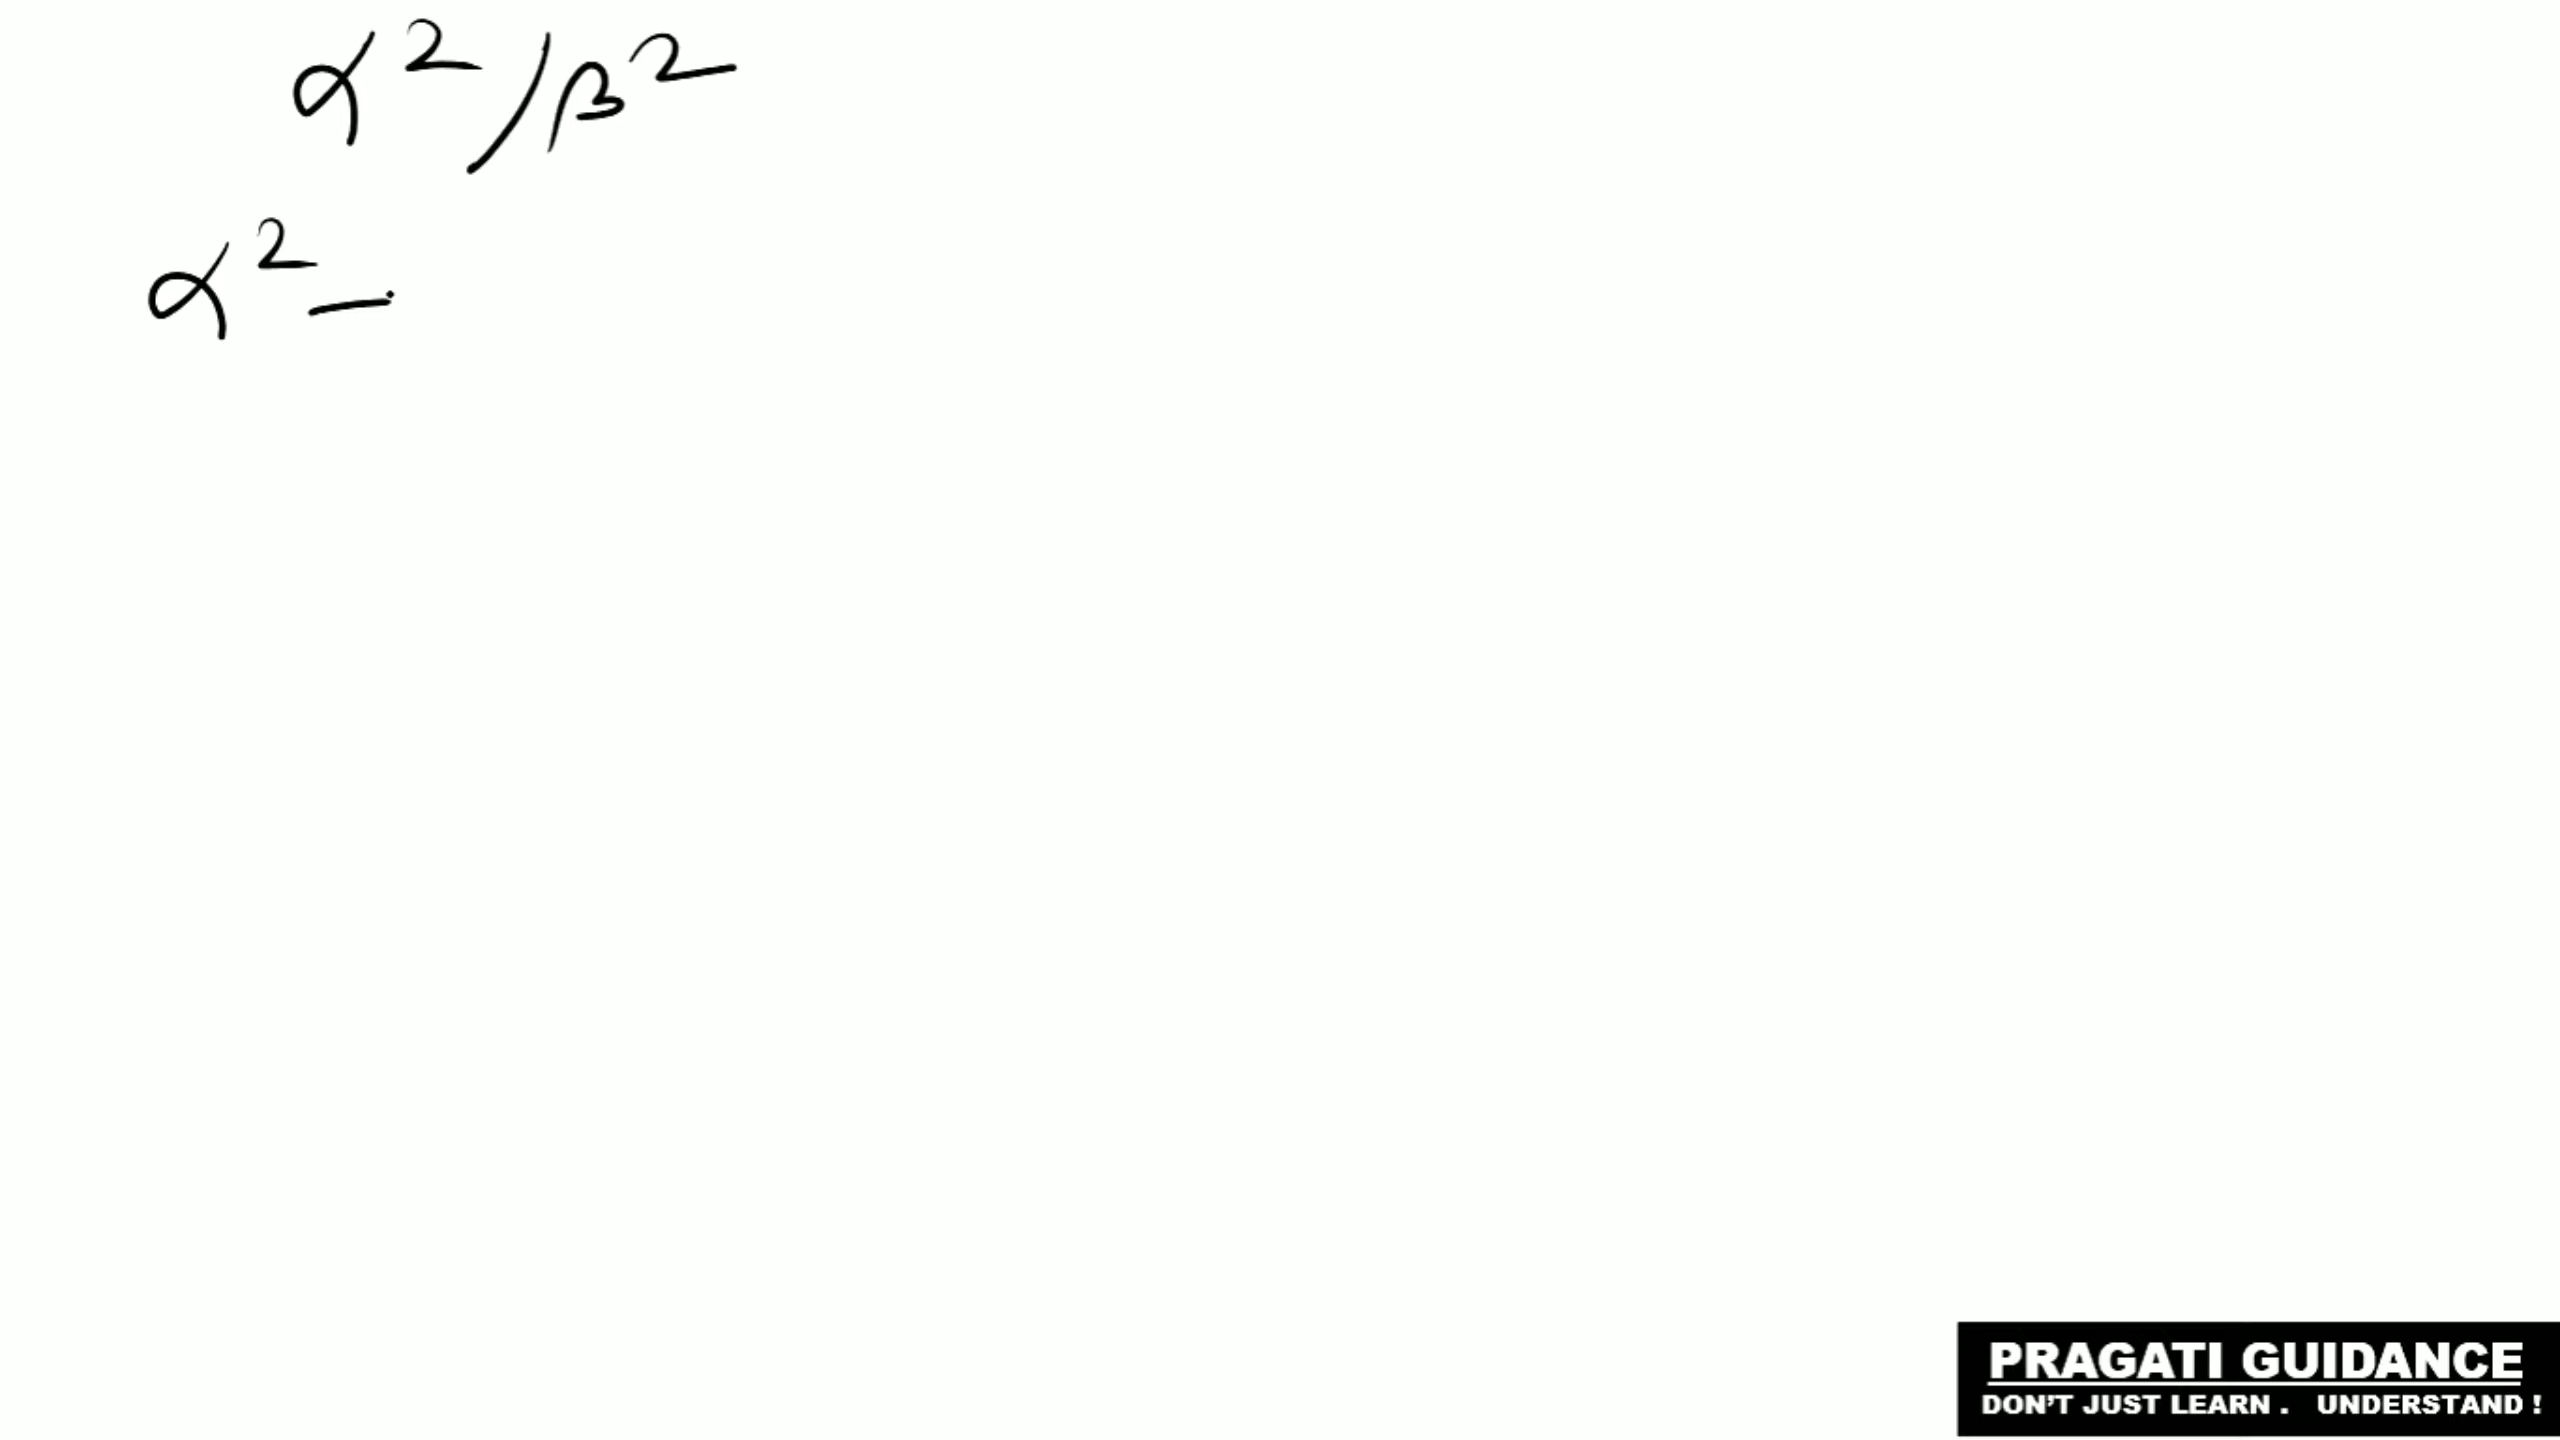 α²/β²
α² –
PRAGATI GUIDANCE
DON'T JUST LEARN . UNDERSTAND !